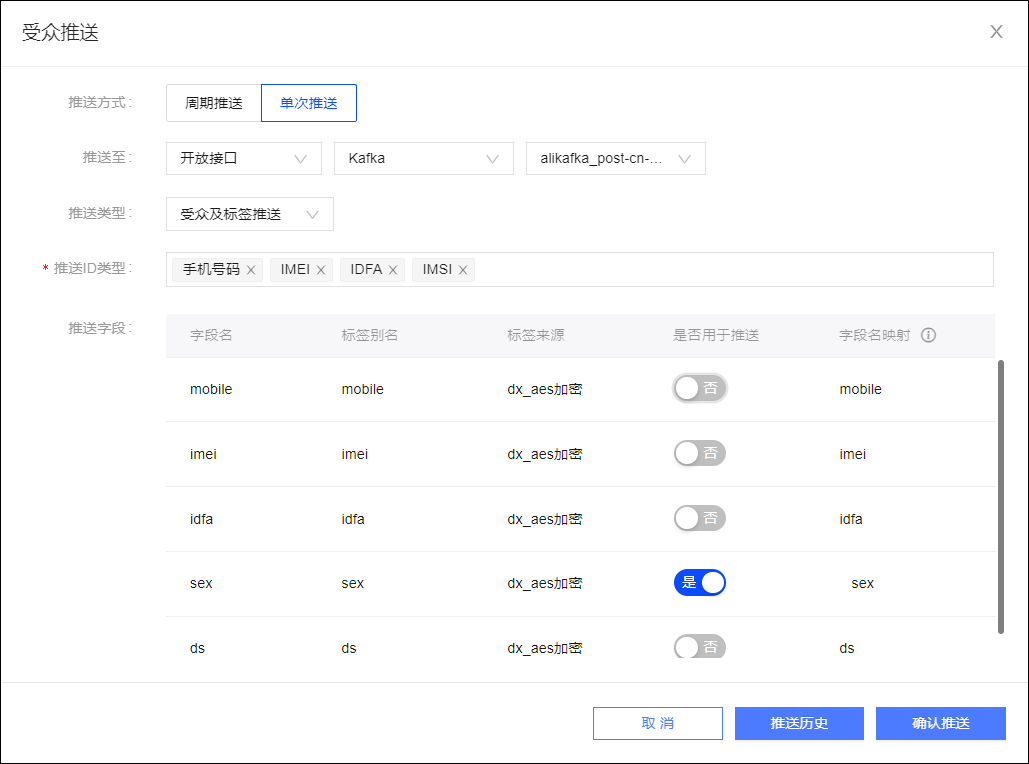 受众推送
推送方式: 周期推送 单次推送
推送至: 开放接口 Kafka alikafka_post-cn-...
推送类型: 受众及标签推送
* 推送ID类型: 手机号码 IMEI IDFA IMSI
推送字段: 字段名 标签别名 标签来源 是否用于推送 字段名映射
mobile mobile dx_aes加密 否 mobile
imei imei dx_aes加密 否 imei
idfa idfa dx_aes加密 否 idfa
sex sex dx_aes加密 是 sex
ds ds dx_aes加密 否 ds
取 消 推送历史 确认推送